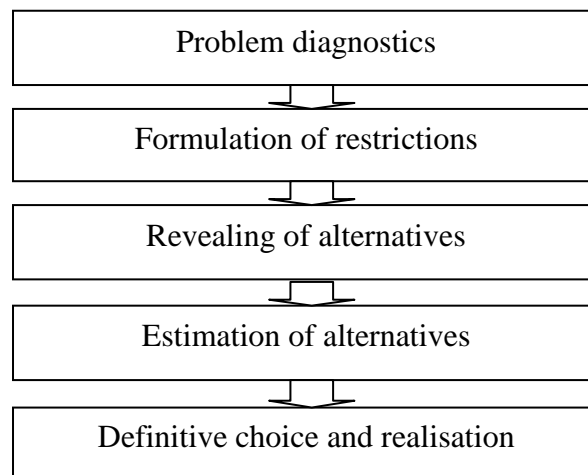 Problem diagnostics
Formulation of restrictions
Revealing of alternatives
Estimation of alternatives
Definitive choice and realisation